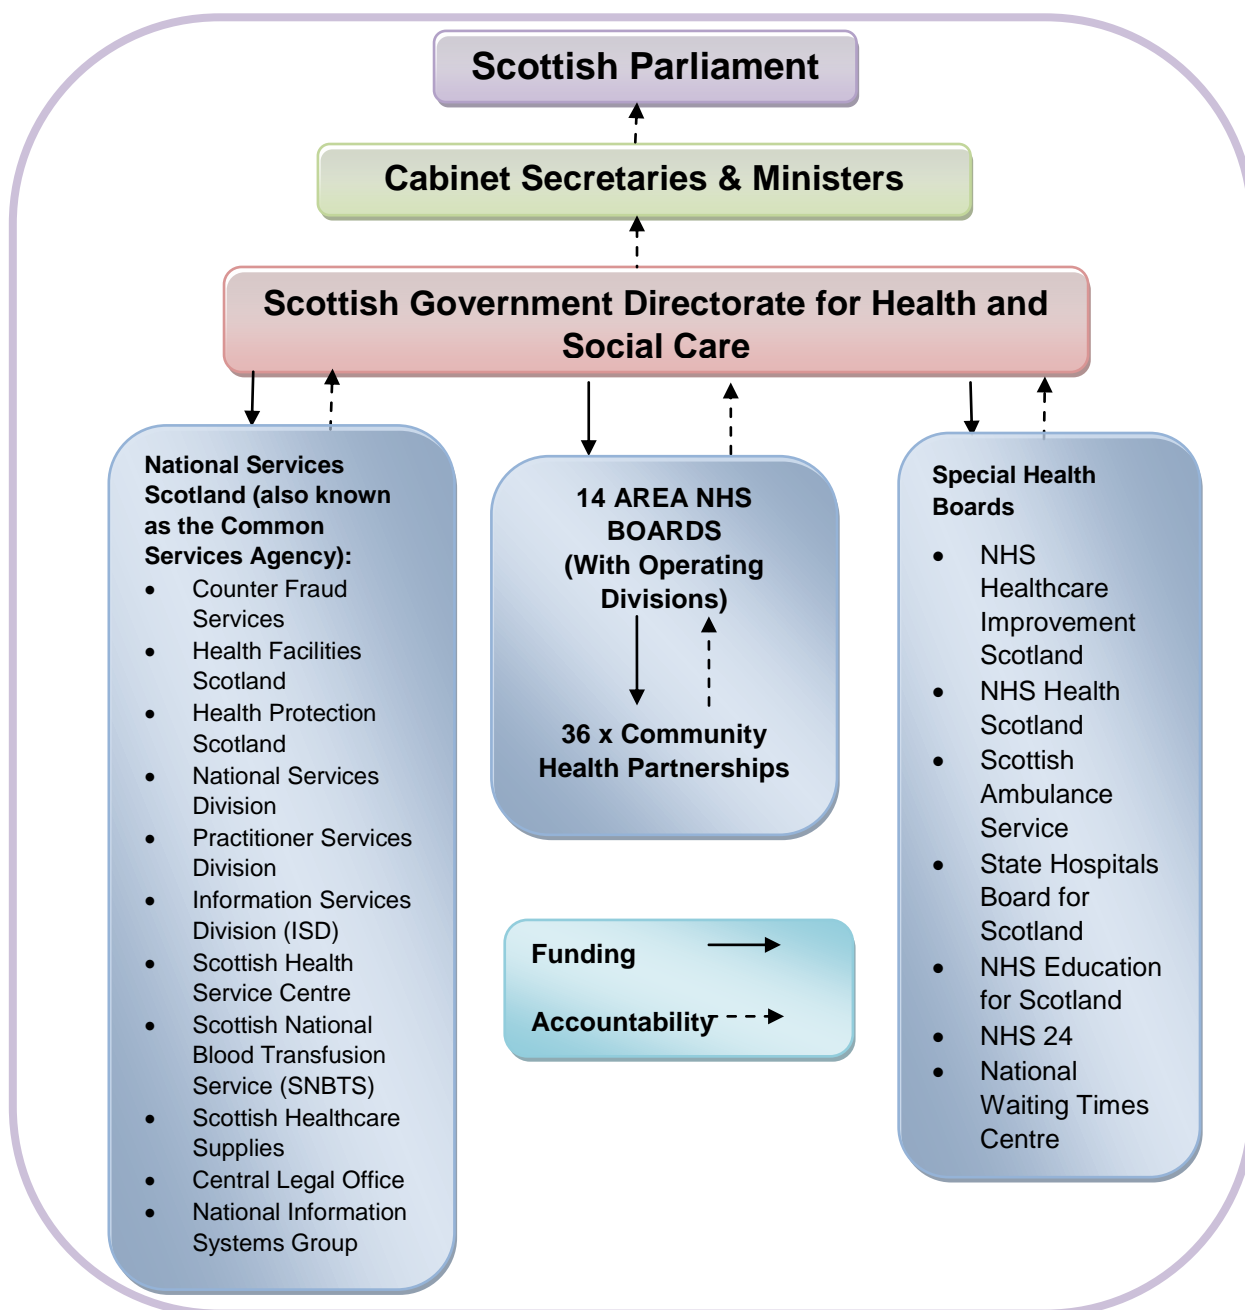 Scottish Parliament
Cabinet Secretaries & Ministers
Scottish Government Directorate for Health and
Social Care
National Services
Scotland (also known
as the Common
Services Agency):
• Counter Fraud
Services
• Health Facilities
Scotland
• Health Protection
Scotland
• National Services
Division
• Practitioner Services
Division
• Information Services
Division (ISD)
• Scottish Health
Service Centre
• Scottish National
Blood Transfusion
Service (SNBTS)
• Scottish Healthcare
Supplies
• Central Legal Office
• National Information
Systems Group
14 AREA NHS
BOARDS
(With Operating
Divisions)
36 x Community
Health Partnerships
Funding
Accountability
Special Health
Boards
• NHS
Healthcare
Improvement
Scotland
• NHS Health
Scotland
• Scottish
Ambulance
Service
• State Hospitals
Board for
Scotland
• NHS Education
for Scotland
• NHS 24
• National
Waiting Times
Centre